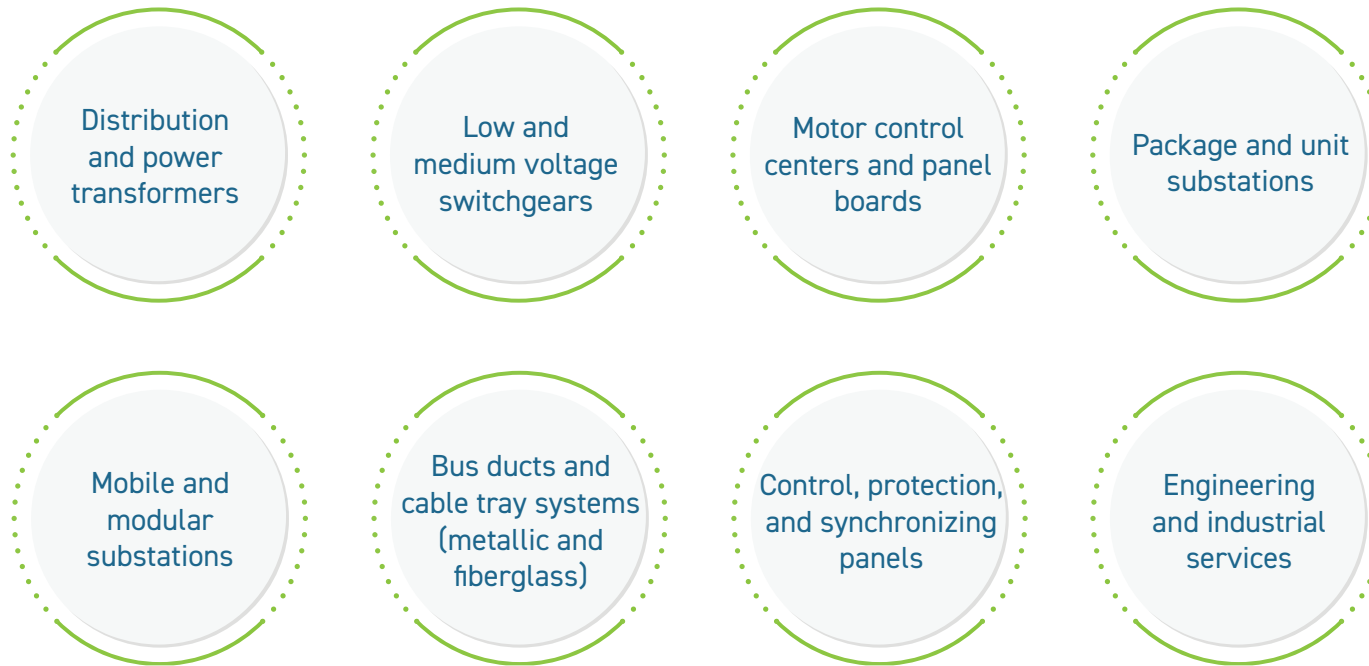 Distribution
and power
transformers
Low and
medium voltage
switchgears
Motor control
centers and panel
boards
Package and unit
substations
Mobile and
modular
substations
Bus ducts and
cable tray systems
(metallic and
fiberglass)
Control, protection,
and synchronizing
panels
Engineering
and industrial
services